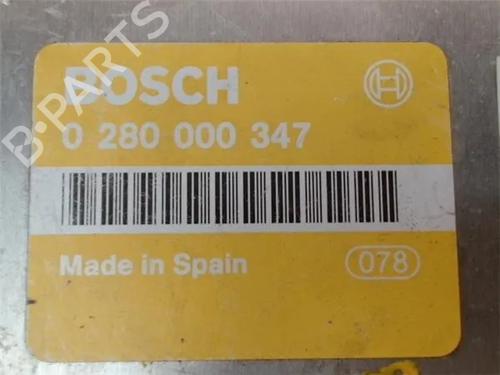 B-PARTS
BOSCH
0 280 000 347
Made in Spain
078